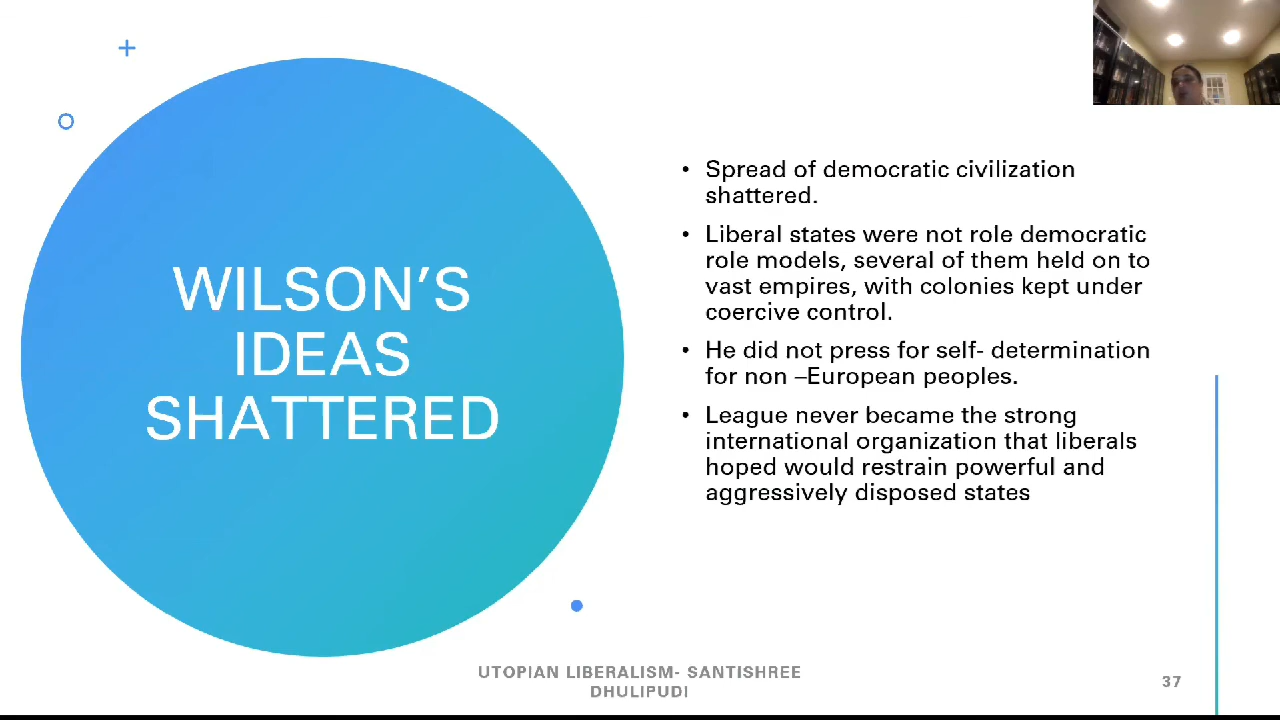 WILSON’S
IDEAS
SHATTERED
• Spread of democratic civilization
shattered.
• Liberal states were not role democratic
role models, several of them held on to
vast empires, with colonies kept under
coercive control.
• He did not press for self- determination
for non –European peoples.
• League never became the strong
international organization that liberals
hoped would restrain powerful and
aggressively disposed states
UTOPIAN LIBERALISM- SANTISHREE
DHULIPUDI
37